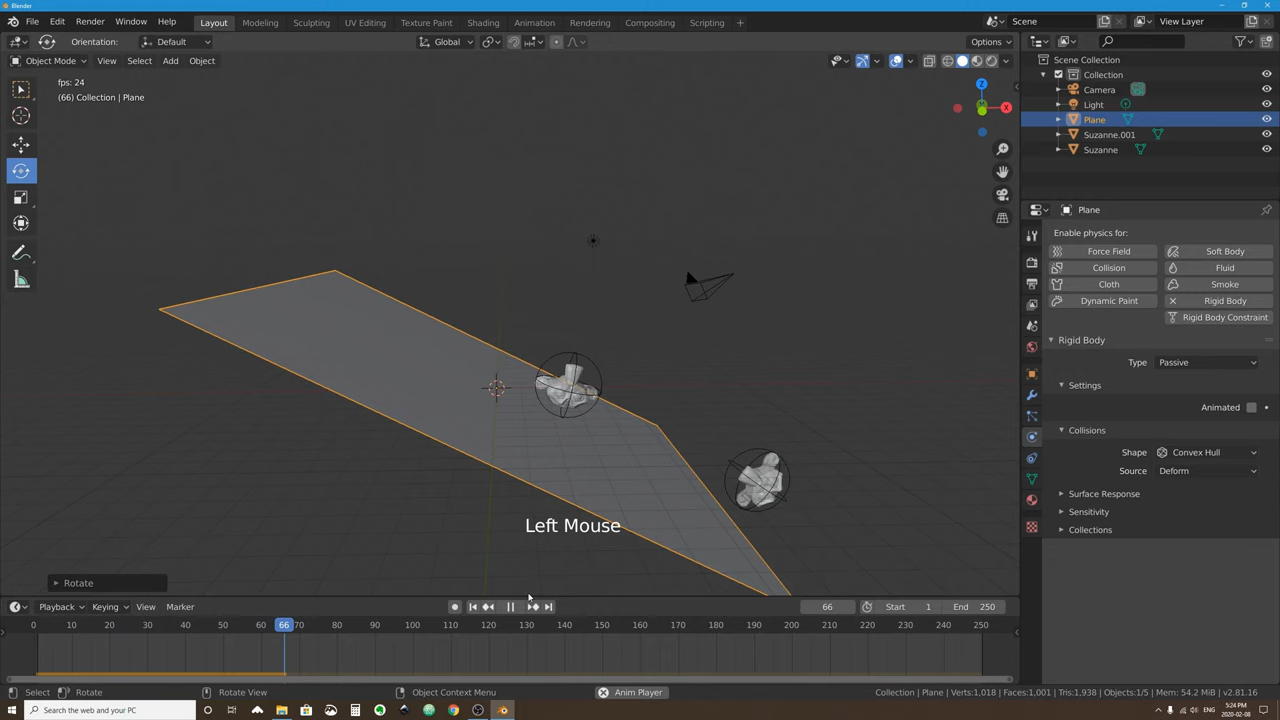 Blender
File Edit Render Window Help Layout Modeling Sculpting UV Editing Texture Paint Shading Animation Rendering Compositing Scripting + Scene View Layer
Orientation: Default Global Options
Object Mode View Select Add Object
fps: 24
(66) Collection | Plane
Z
X
Left Mouse
Rotate
Scene Collection
Collection
Camera
Light
Plane
Suzanne.001
Suzanne
Plane
Enable physics for:
Force Field Soft Body
Collision Fluid
Cloth Smoke
Dynamic Paint Rigid Body
Rigid Body Constraint
Rigid Body
Type Passive
Settings
Animated
Collisions
Shape Convex Hull
Source Deform
Surface Response
Sensitivity
Collections
Playback Keying View Marker 66 Start 1 End 250
0 10 20 30 40 50 66 70 80 90 100 110 120 130 140 150 160 170 180 190 200 210 220 230 240 250
Select Rotate Rotate View Object Context Menu Anim Player Collection | Plane | Verts:1,018 | Faces:1,001 | Tris:1,938 | Objects:1/5 | Mem: 54.2 MiB | v2.81.16
Search the web and your PC ENG 5:24 PM
2020-02-08